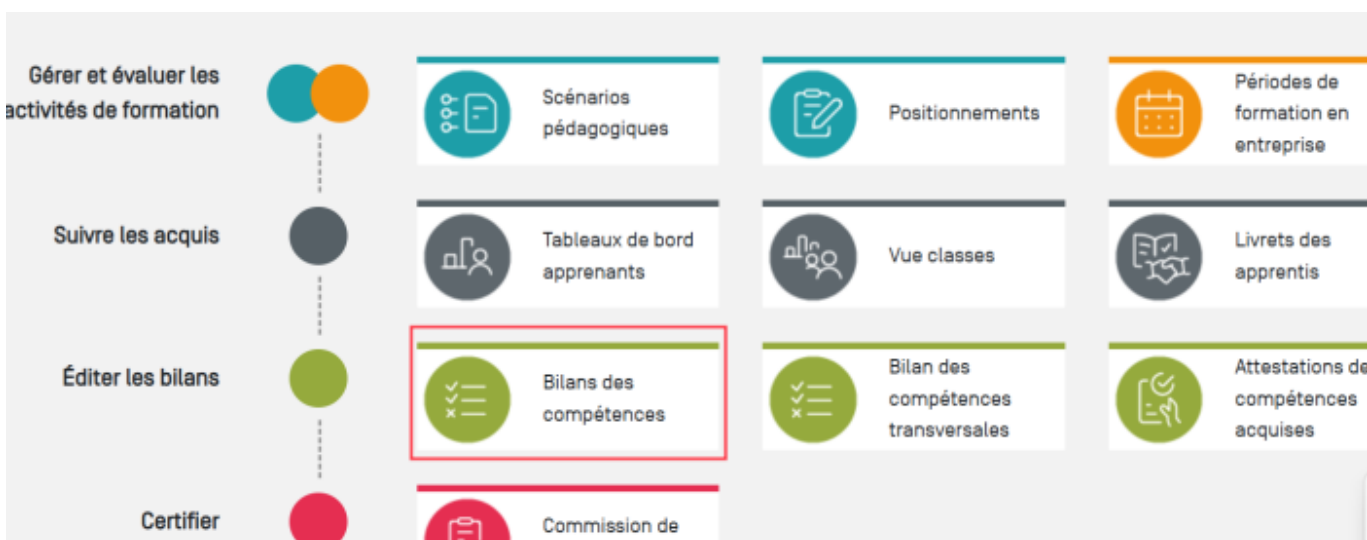 Gérer et évaluer les
activités de formation
Scénarios
pédagogiques
Positionnements
Périodes de
formation en
entreprise
Suivre les acquis
Tableaux de bord
apprenants
Vue classes
Livrets des
apprentis
Éditer les bilans
Bilans des
compétences
Bilan des
compétences
transversales
Attestations de
compétences
acquises
Certifier
Commission de